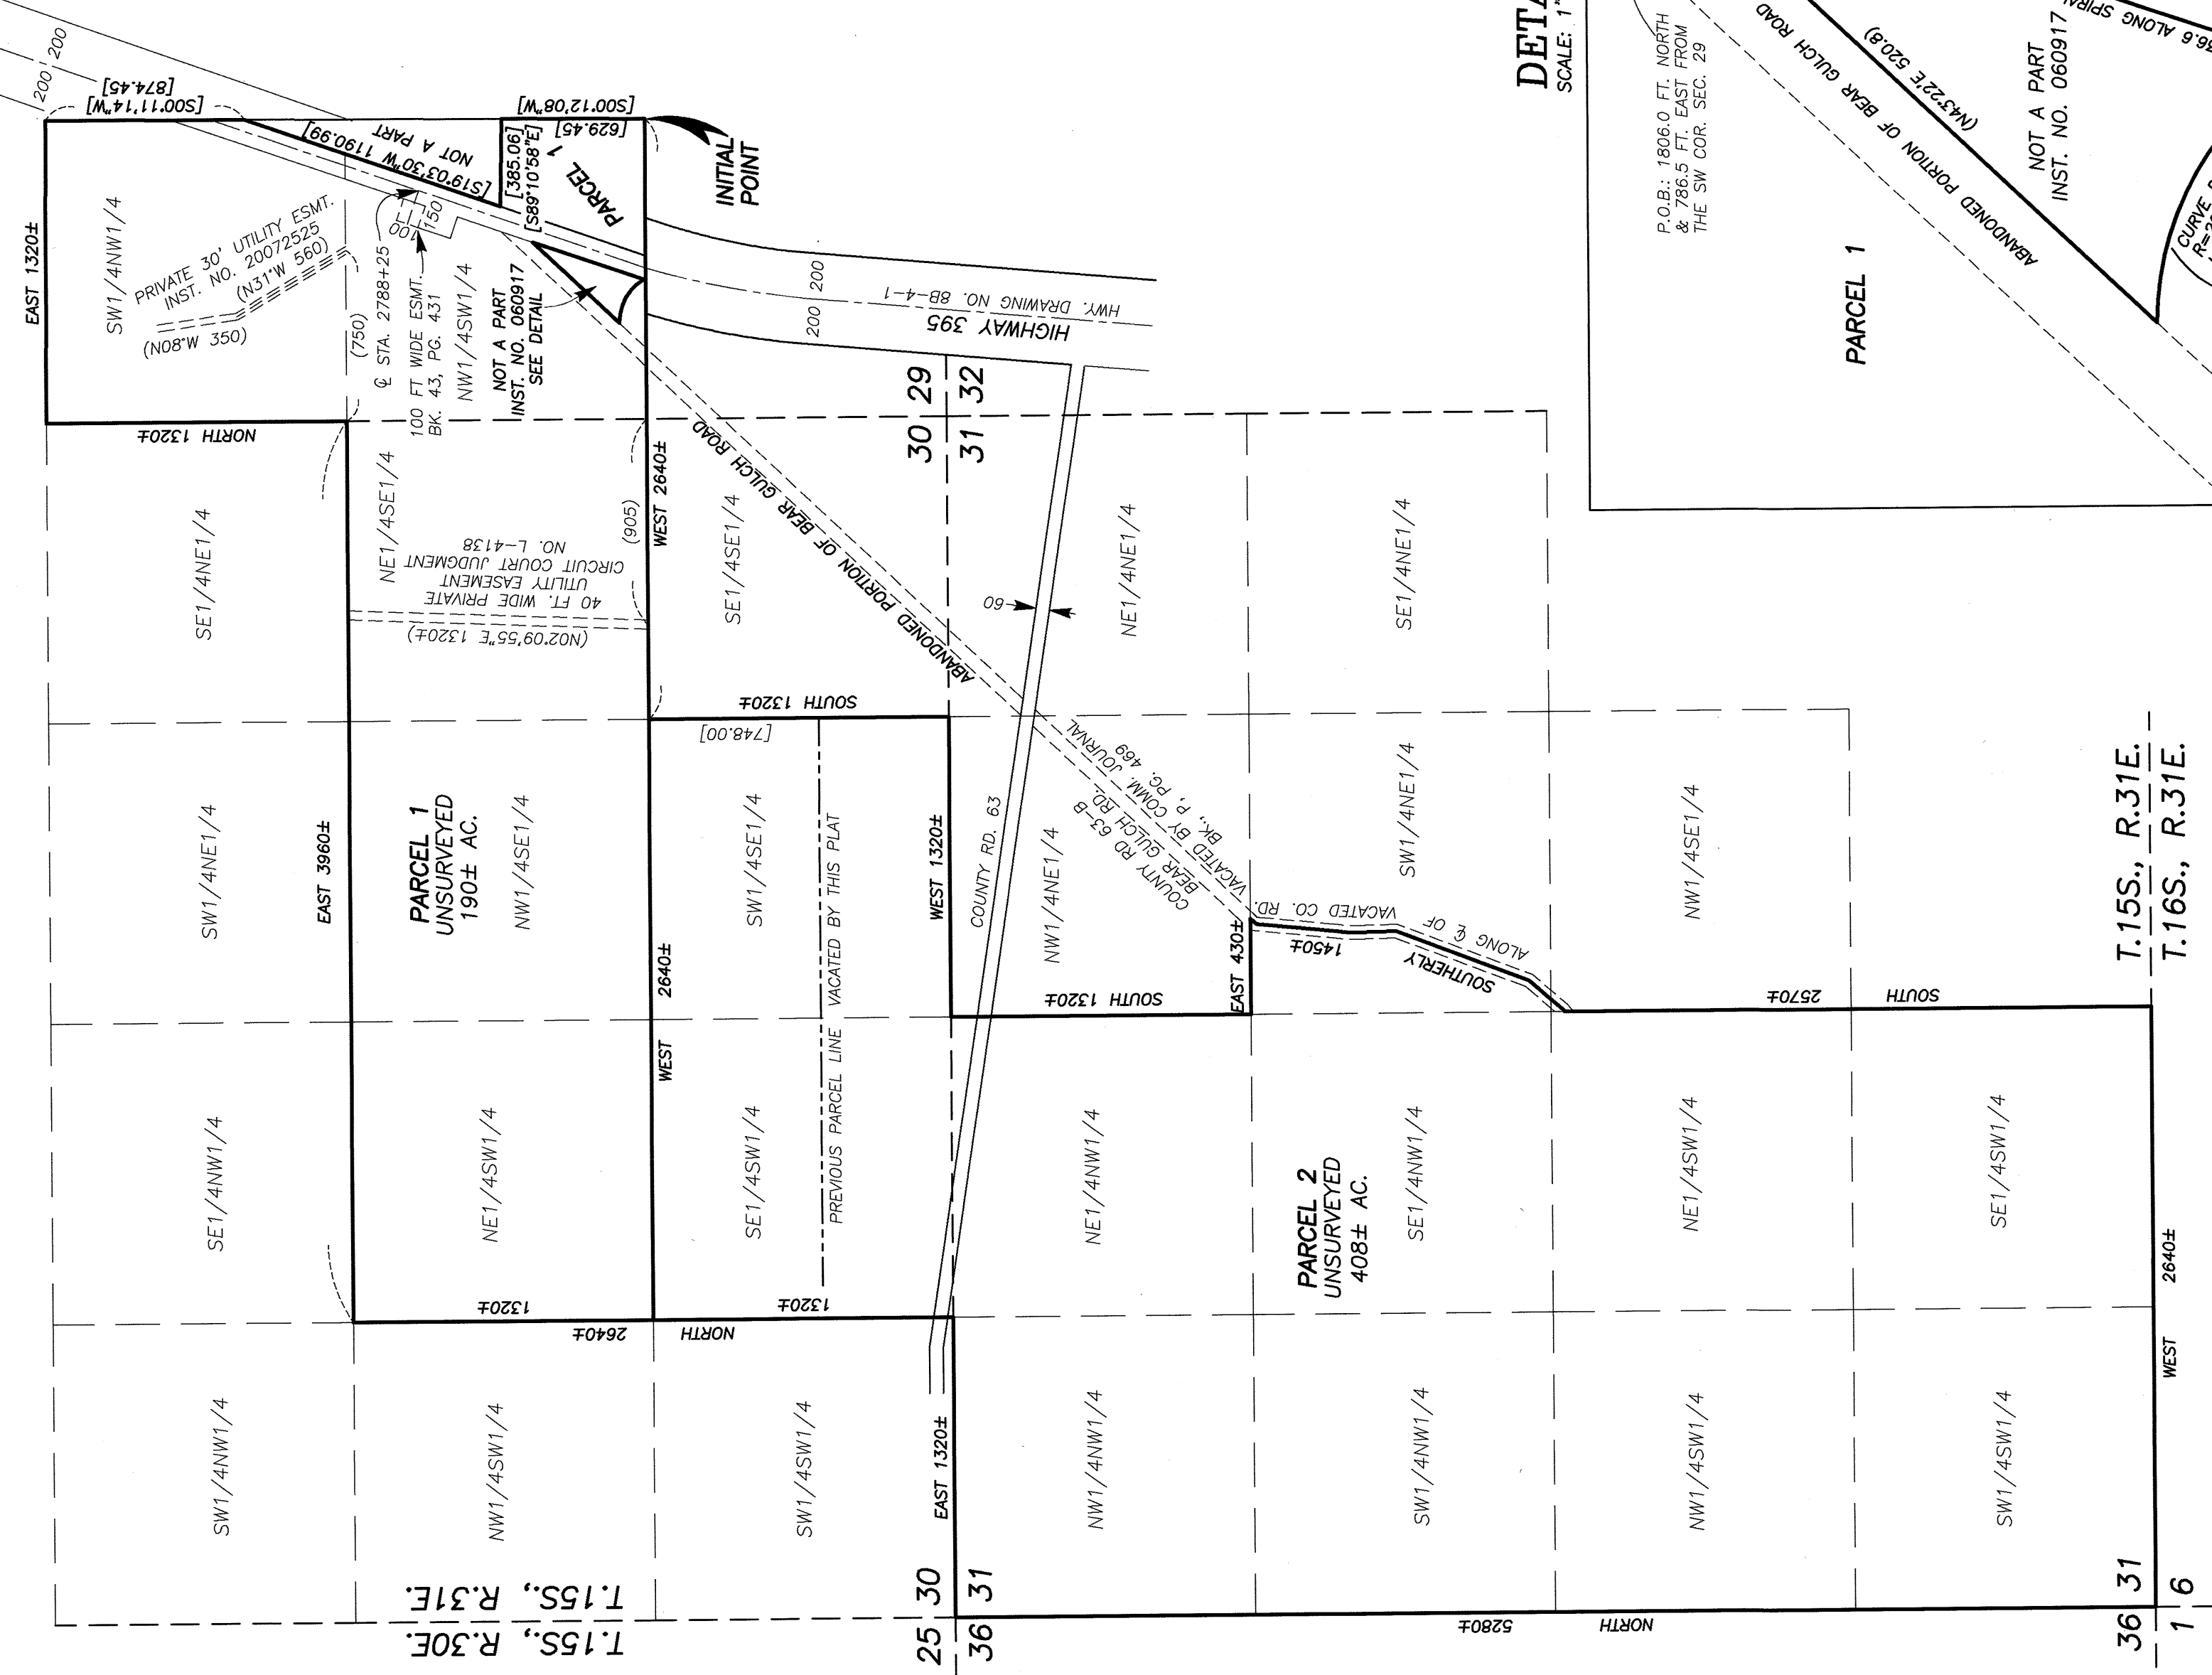 200
200
[S00°11'14"W]
[874.45]
EAST 1320±
SW1/4NW1/4
PRIVATE 30' UTILITY ESMT.
INST. NO. 20072525
(N31°W 560)
(N08°W 350)
(750)
[S19°03'30"W 1190.99]
NOT A PART
[S00°12'08"W]
[629.45]
[385.06]
[S89°10'58"E]
PARCEL
1
INITIAL
POINT
℄ STA. 2788+25
100 FT WIDE ESMT.
BK. 43, PG. 431
100
150
NW1/4SW1/4
NOT A PART
INST. NO. 060917
SEE DETAIL
NORTH 1320±
200
200
HIGHWAY 395
HWY. DRAWING NO. 8B-4-1
30
29
31
32
SE1/4NE1/4
NE1/4SE1/4
40 FT. WIDE PRIVATE
UTILITY EASEMENT
CIRCUIT COURT JUDGMENT
NO. L-4138
(N02°09'55"E 1320±)
(905)
WEST 2640±
SE1/4SE1/4
ABANDONED PORTION OF BEAR GULCH ROAD
60
NE1/4NE1/4
SE1/4NE1/4
SOUTH 1320±
[748.00]
SW1/4NE1/4
EAST 3960±
PARCEL 1
UNSURVEYED
190± AC.
NW1/4SE1/4
SW1/4SE1/4
PREVIOUS PARCEL LINE VACATED BY THIS PLAT
WEST 1320±
COUNTY RD. 63
NW1/4NE1/4
COUNTY RD 63-B
BEAR GULCH RD.
VACATED BY COMM. JOURNAL
BK., P, PG. 469
SOUTH 1320±
EAST 430±
SW1/4NE1/4
ALONG ℄ OF VACATED CO. RD.
SOUTHERLY 1450±
NW1/4SE1/4
SOUTH 2570±
T.15S., R.31E.
T.16S., R.31E.
SE1/4NW1/4
NE1/4SW1/4
WEST 2640±
SE1/4SW1/4
1320±
1320±
NORTH 2640±
NE1/4NW1/4
PARCEL 2
UNSURVEYED
408± AC.
SE1/4NW1/4
NE1/4SW1/4
SE1/4SW1/4
WEST 2640±
SW1/4NW1/4
NW1/4SW1/4
SW1/4SW1/4
EAST 1320±
NW1/4NW1/4
SW1/4NW1/4
NW1/4SW1/4
SW1/4SW1/4
T.15S., R.31E.
T.15S., R.30E.
25
30
36
31
NORTH 5280±
36
31
1
6
DETA
SCALE: 1"
P.O.B.: 1806.0 FT. NORTH
& 786.5 FT. EAST FROM
THE SW COR. SEC. 29
PARCEL 1
ABANDONED PORTION OF BEAR GULCH ROAD
(N43°22'E 520.8)
NOT A PART
INST. NO. 060917
36.6 ALONG SPIRA
CURVE